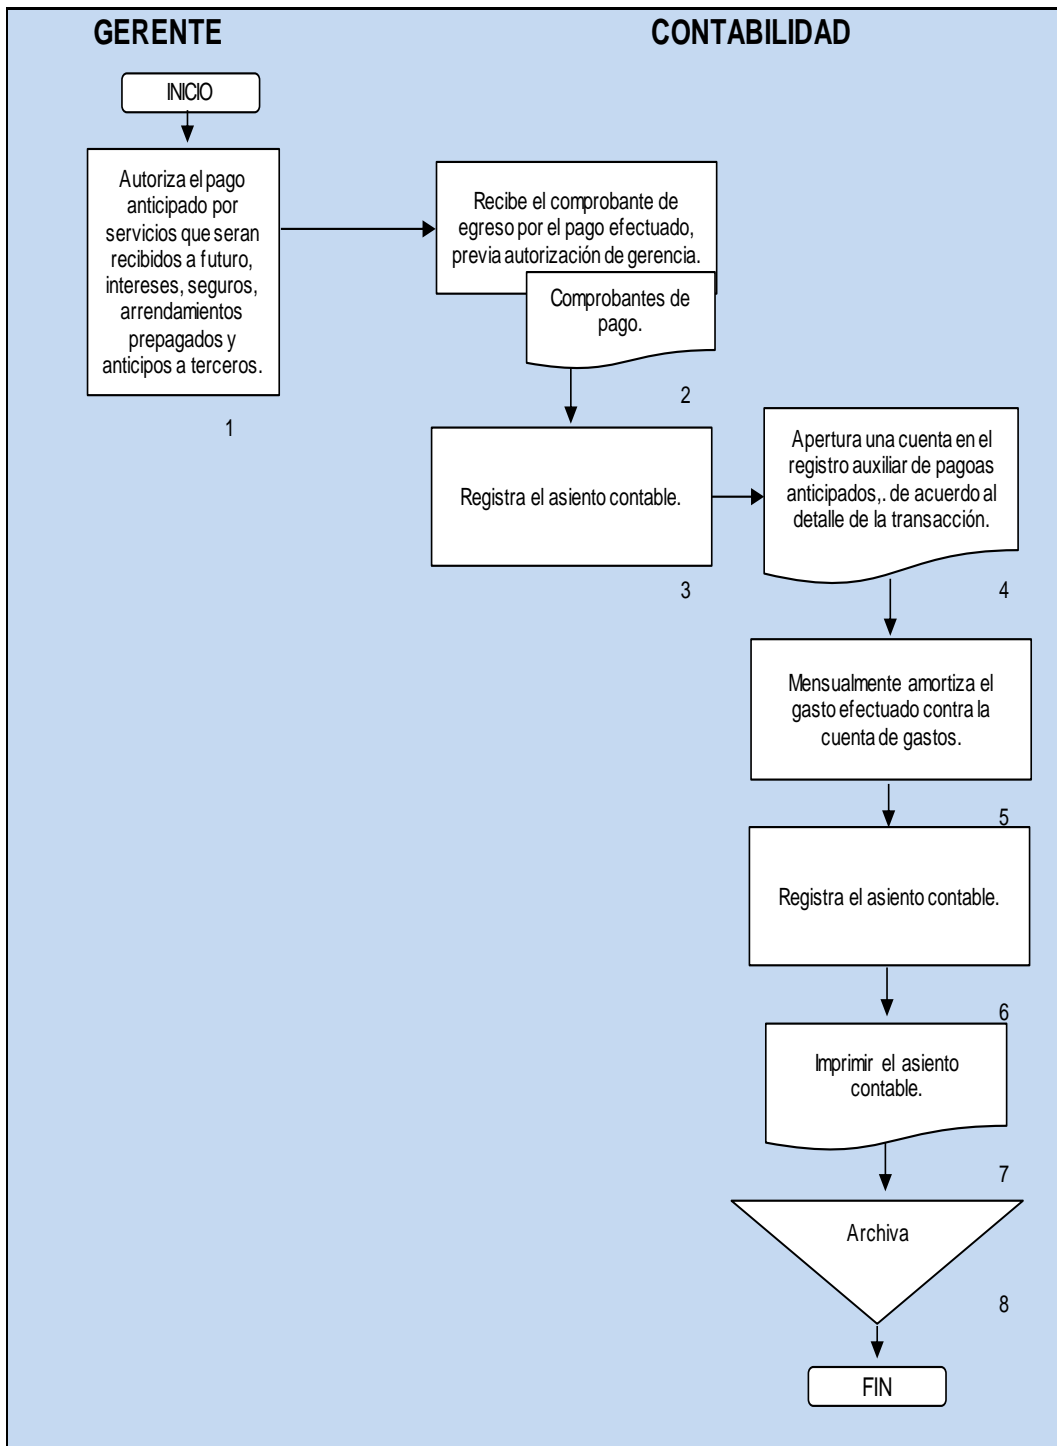 GERENTE
CONTABILIDAD
INICIO
Autoriza el pago
anticipado por
servicios que seran
recibidos a futuro,
intereses, seguros,
arrendamientos
prepagados y
anticipos a terceros.
1
Recibe el comprobante de
egreso por el pago efectuado,
previa autorización de gerencia.
Comprobantes de
pago.
2
Registra el asiento contable.
3
Apertura una cuenta en el
registro auxiliar de pagoas
anticipados,. de acuerdo al
detalle de la transacción.
4
Mensualmente amortiza el
gasto efectuado contra la
cuenta de gastos.
5
Registra el asiento contable.
6
Imprimir el asiento
contable.
7
Archiva
8
FIN